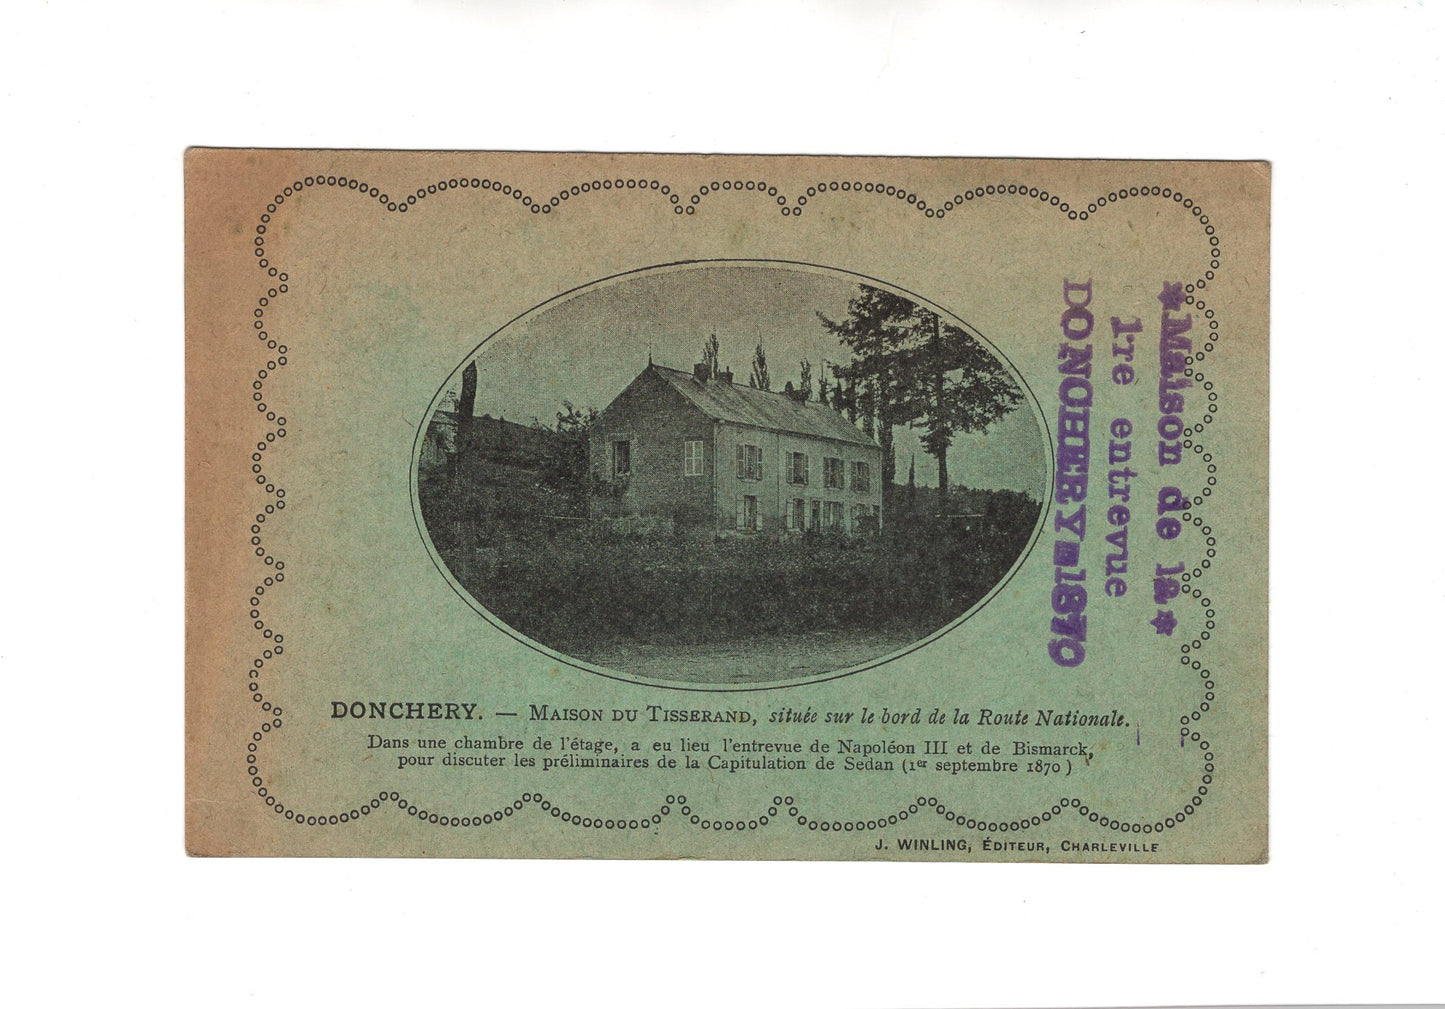 ★Maison de la★
1re entrevue
DONCHERY-1870
DONCHERY. — MAISON DU TISSERAND, située sur le bord de la Route Nationale.
Dans une chambre de l'étage, a eu lieu l'entrevue de Napoléon III et de Bismarck,
pour discuter les préliminaires de la Capitulation de Sedan (1er septembre 1870)
J. WINLING, ÉDITEUR, CHARLEVILLE